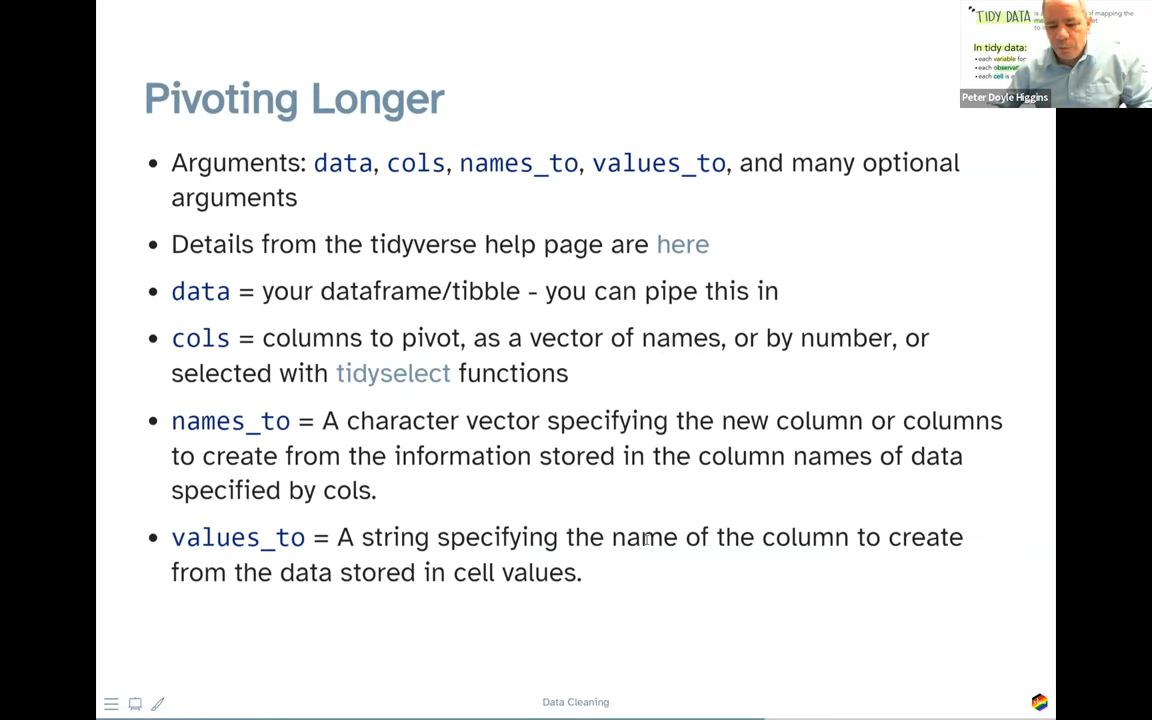 Pivoting Longer
• Arguments: data, cols, names_to, values_to, and many optional
arguments
• Details from the tidyverse help page are here
• data = your dataframe/tibble - you can pipe this in
• cols = columns to pivot, as a vector of names, or by number, or
selected with tidyselect functions
• names_to = A character vector specifying the new column or columns
to create from the information stored in the column names of data
specified by cols.
• values_to = A string specifying the name of the column to create
from the data stored in cell values.
Data Cleaning
TIDY DATA
of mapping the
In tidy data:
• each variable
• each
• each cell is
Peter Doyle Higgins